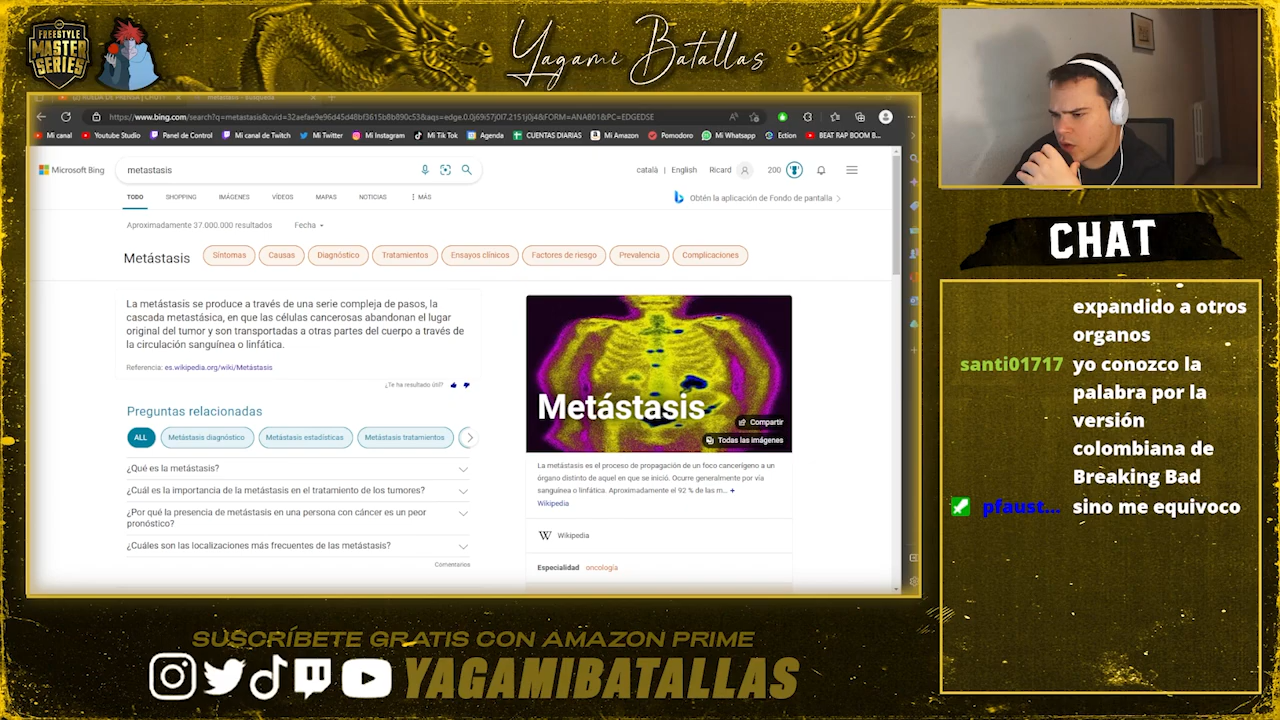 FREESTYLE
MASTER
SERIES
Yagami Batallas
https://www.bing.com/search?q=metastasis&cvid=32aefae9e96d45d48bf3615b8b890c53&aqs=edge.0.0j69i57j0l7.2151j0j4&FORM=ANAB01&PC=EDGEDSE
Mi canal
Youtube Studio
Panel de Control
Mi canal de Twitch
Mi Twitter
Mi Instagram
Mi Tik Tok
Agenda
CUENTAS DIARIAS
Mi Amazon
Pomodoro
Mi Whatsapp
Ection
BEAT RAP BOOM B...
Microsoft Bing
metastasis
català | English Ricard 200
TODO SHOPPING IMÁGENES VÍDEOS MAPAS NOTICIAS MÁS
Obtén la aplicación de Fondo de pantalla
Aproximadamente 37.000.000 resultados Fecha
Metástasis
Síntomas
Causas
Diagnóstico
Tratamientos
Ensayos clínicos
Factores de riesgo
Prevalencia
Complicaciones
La metástasis se produce a través de una serie compleja de pasos, la
cascada metastásica, en que las células cancerosas abandonan el lugar
original del tumor y son transportadas a otras partes del cuerpo a través de
la circulación sanguínea o linfática.
Referencia: es.wikipedia.org/wiki/Metástasis
¿Te ha resultado útil?
Preguntas relacionadas
ALL
Metástasis diagnóstico
Metástasis estadísticas
Metástasis tratamientos
¿Qué es la metástasis?
¿Cuál es la importancia de la metástasis en el tratamiento de los tumores?
¿Por qué la presencia de metástasis en una persona con cáncer es un peor
pronóstico?
¿Cuáles son las localizaciones más frecuentes de las metástasis?
Comentarios
Metástasis
Compartir
Todas las imágenes
La metástasis es el proceso de propagación de un foco cancerígeno a un
órgano distinto de aquel en que se inició. Ocurre generalmente por vía
sanguínea o linfática. Aproximadamente el 92 % de las m... +
Wikipedia
Wikipedia
Especialidad oncología
CHAT
expandido a otros
organos
santi01717 yo conozco la
palabra por la
versión
colombiana de
Breaking Bad
pfaust... sino me equivoco
SUSCRÍBETE GRATIS CON AMAZON PRIME
YAGAMIBATALLAS